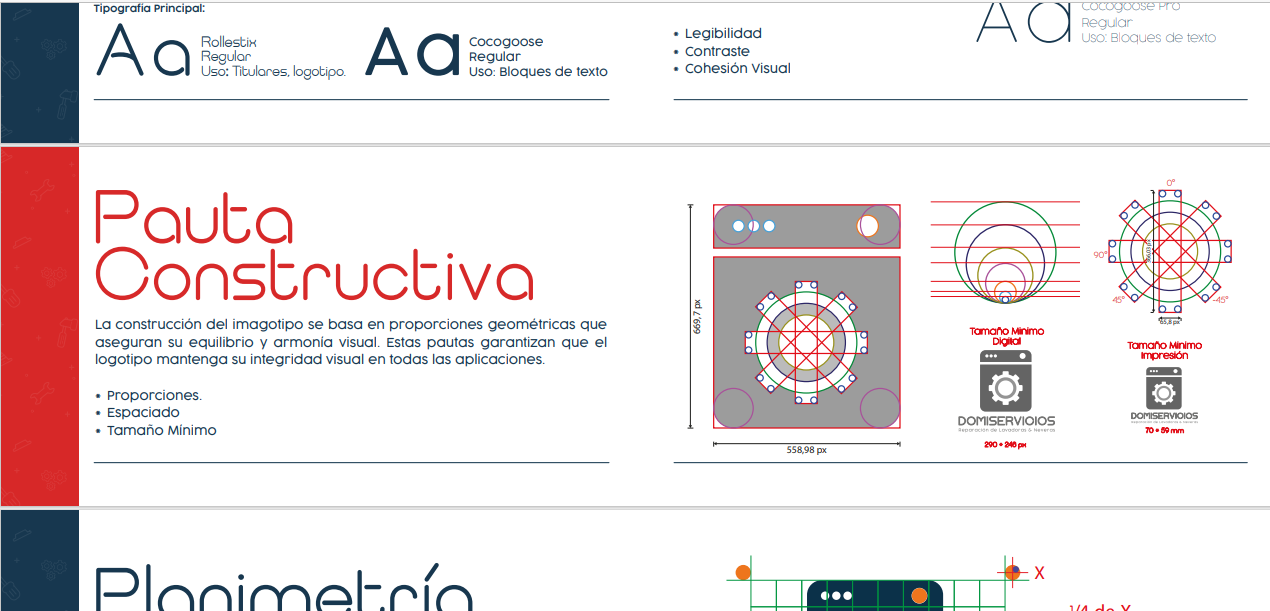 Tipografía Principal:
Aa
Rollestix
Regular
Uso: Titulares, logotipo.
Aa
Cocogoose
Regular
Uso: Bloques de texto
• Legibilidad
• Contraste
• Cohesión Visual
Aa
Cocogoose Pro
Regular
Uso: Bloques de texto
Pauta
Constructiva
La construcción del imagotipo se basa en proporciones geométricas que
aseguran su equilibrio y armonía visual. Estas pautas garantizan que el
logotipo mantenga su integridad visual en todas las aplicaciones.
• Proporciones.
• Espaciado
• Tamaño Mínimo
669,7 px
558,98 px
0°
90°
45°
-45°
65,8 px
Tamaño Mínimo
Digital
DOMISERVICIOS
Reparación de Lavadoras & Neveras
290 * 246 px
Tamaño Mínimo
Impresión
DOMISERVICIOS
70 * 59 mm
Planimetría
X
1/4 de X